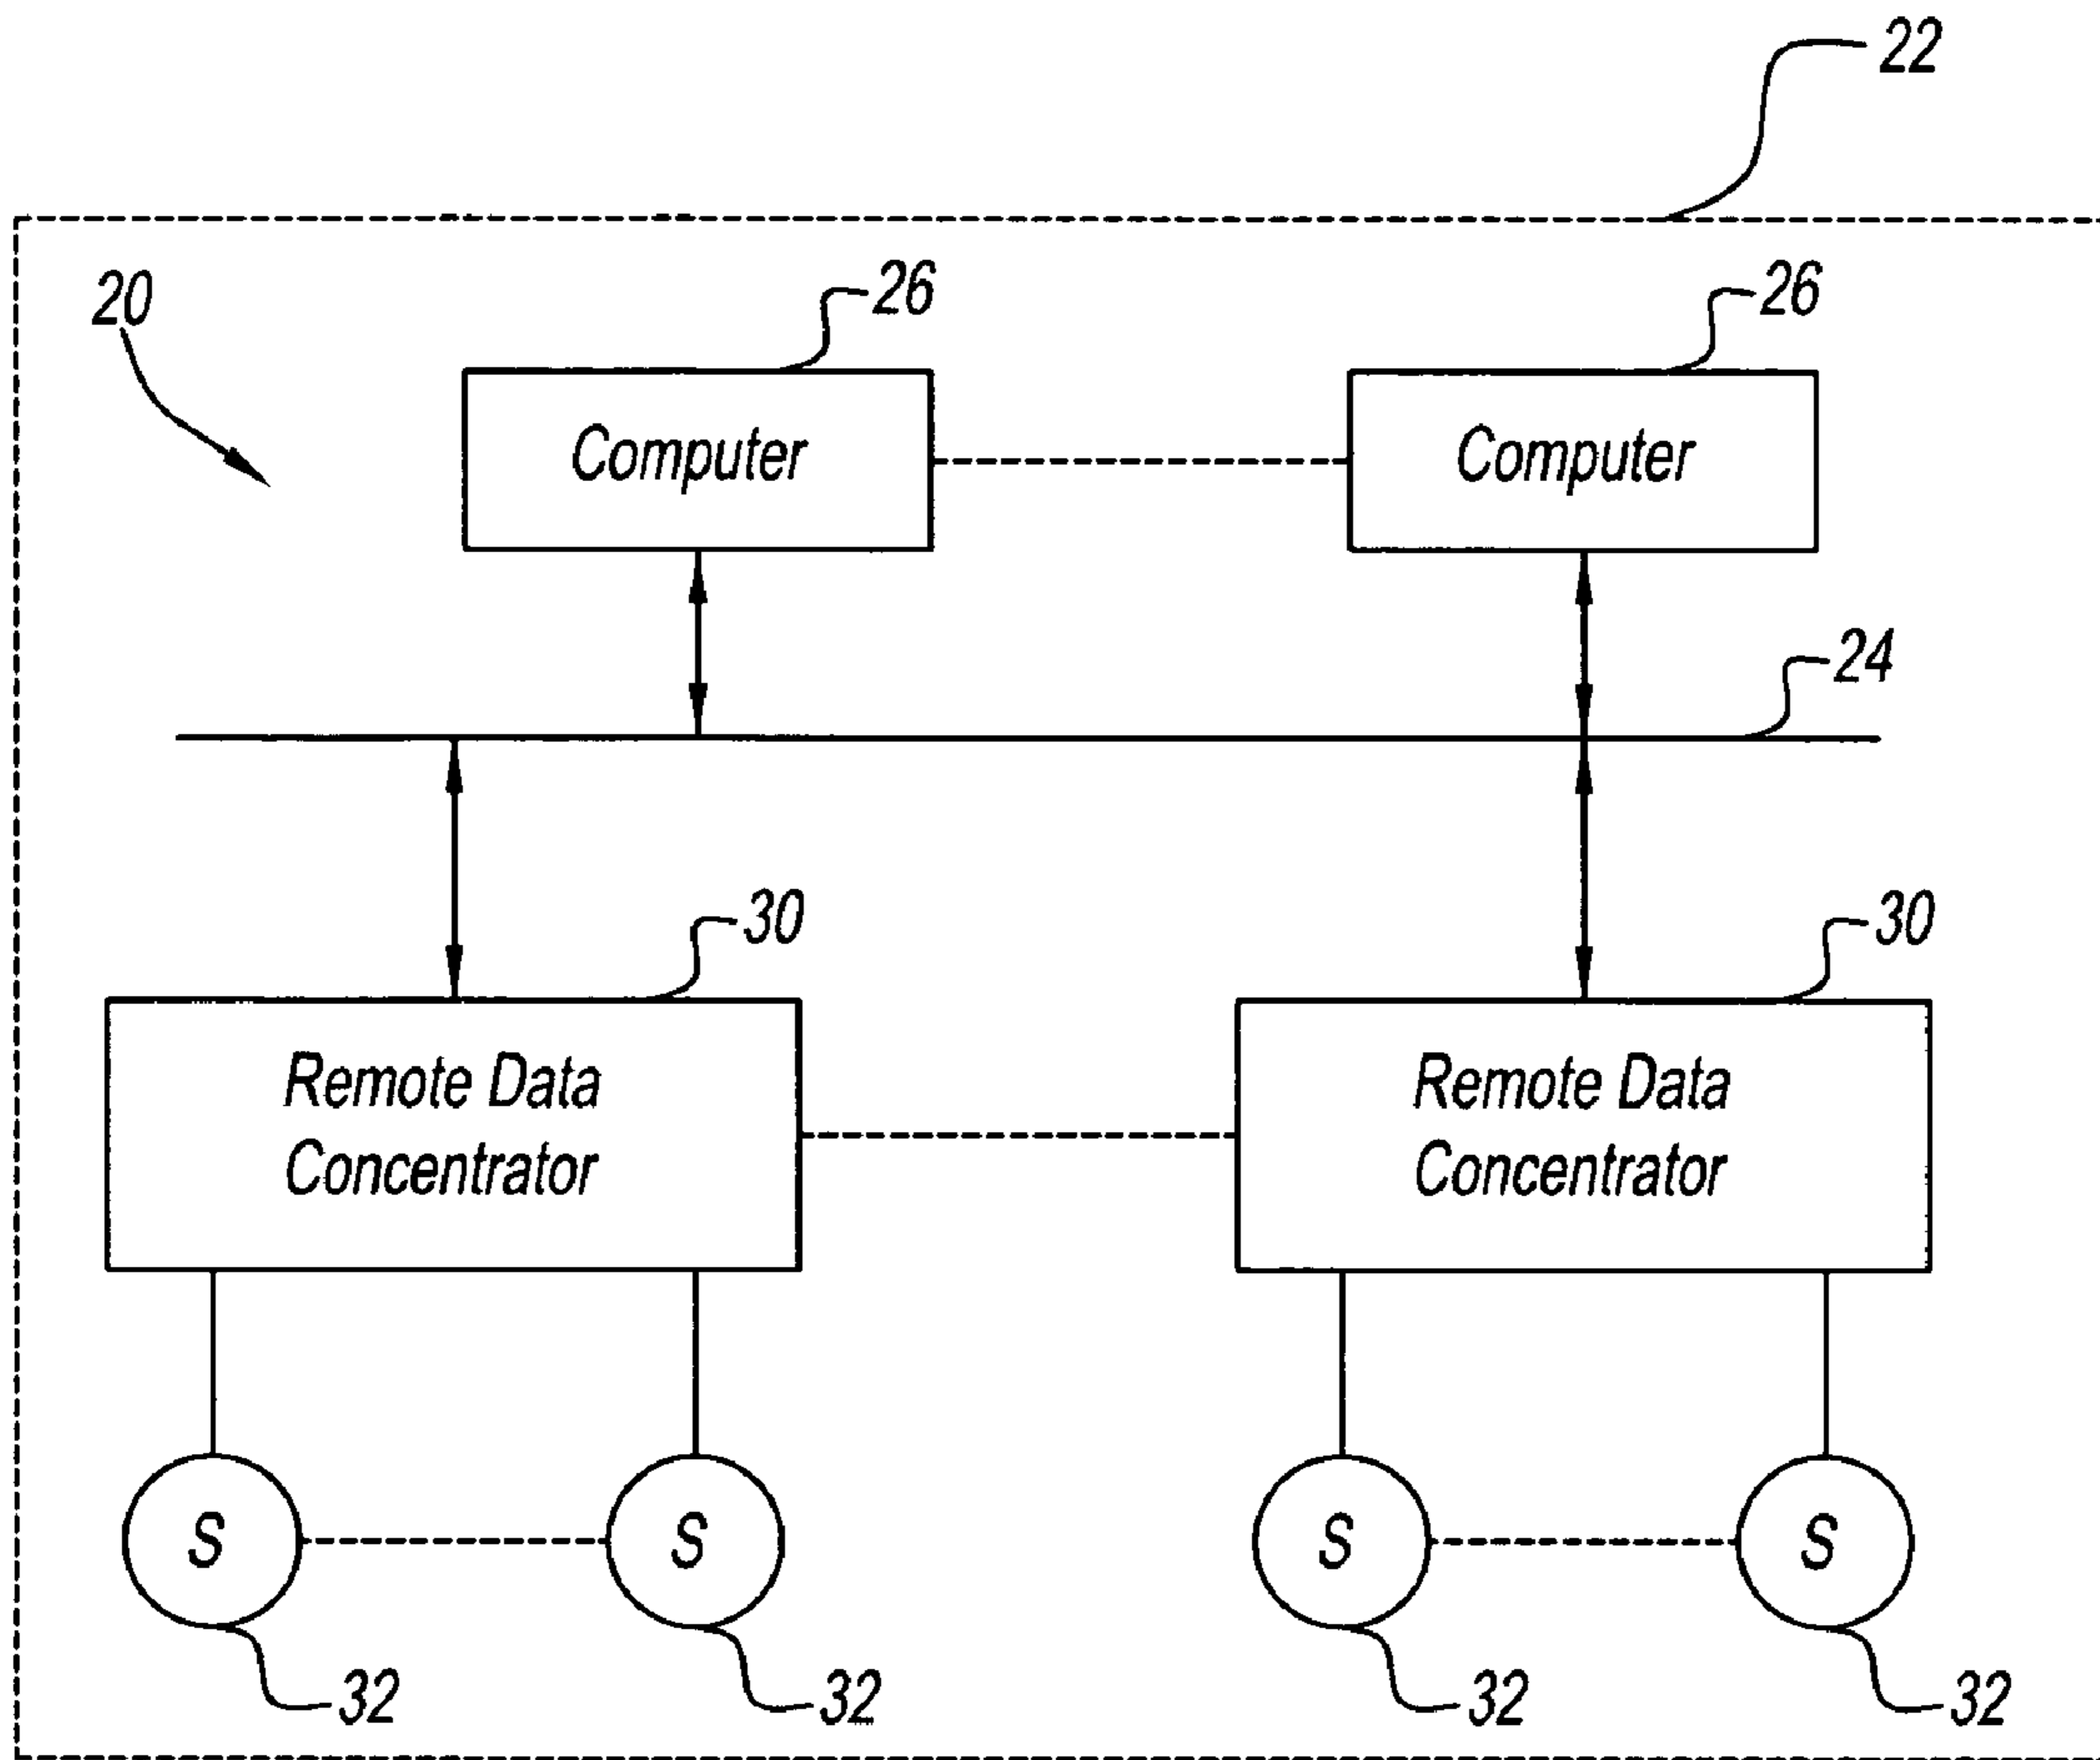 22
20
26
26
Computer
Computer
24
30
30
Remote Data
Concentrator
Remote Data
Concentrator
S
S
S
S
32
32
32
32